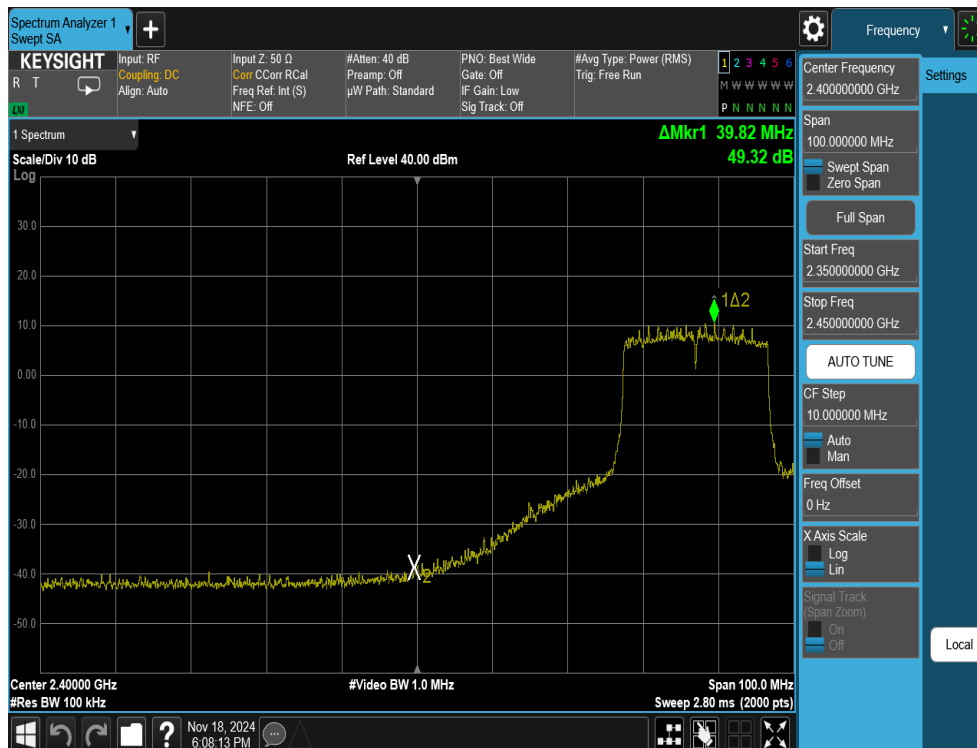 Spectrum Analyzer 1
Swept SA
+
Frequency
KEYSIGHT
R T
LXI
Input: RF
Coupling: DC
Align: Auto
Input Z: 50 Ω
Corr CCorr RCal
Freq Ref: Int (S)
NFE: Off
#Atten: 40 dB
Preamp: Off
µW Path: Standard
PNO: Best Wide
Gate: Off
IF Gain: Low
Sig Track: Off
#Avg Type: Power (RMS)
Trig: Free Run
1 2 3 4 5 6
M W W W W W
P N N N N N
1 Spectrum
Scale/Div 10 dB
Log
Ref Level 40.00 dBm
ΔMkr1 39.82 MHz
49.32 dB
30.0
20.0
10.0
0.00
-10.0
-20.0
-30.0
-40.0
-50.0
1Δ2
X2
Center 2.40000 GHz
#Res BW 100 kHz
#Video BW 1.0 MHz
Span 100.0 MHz
Sweep 2.80 ms (2000 pts)
Center Frequency
2.400000000 GHz
Span
100.000000 MHz
Swept Span
Zero Span
Full Span
Start Freq
2.350000000 GHz
Stop Freq
2.450000000 GHz
AUTO TUNE
CF Step
10.000000 MHz
Auto
Man
Freq Offset
0 Hz
X Axis Scale
Log
Lin
Signal Track
(Span Zoom)
On
Off
Settings
Local
?
Nov 18, 2024
6:08:13 PM